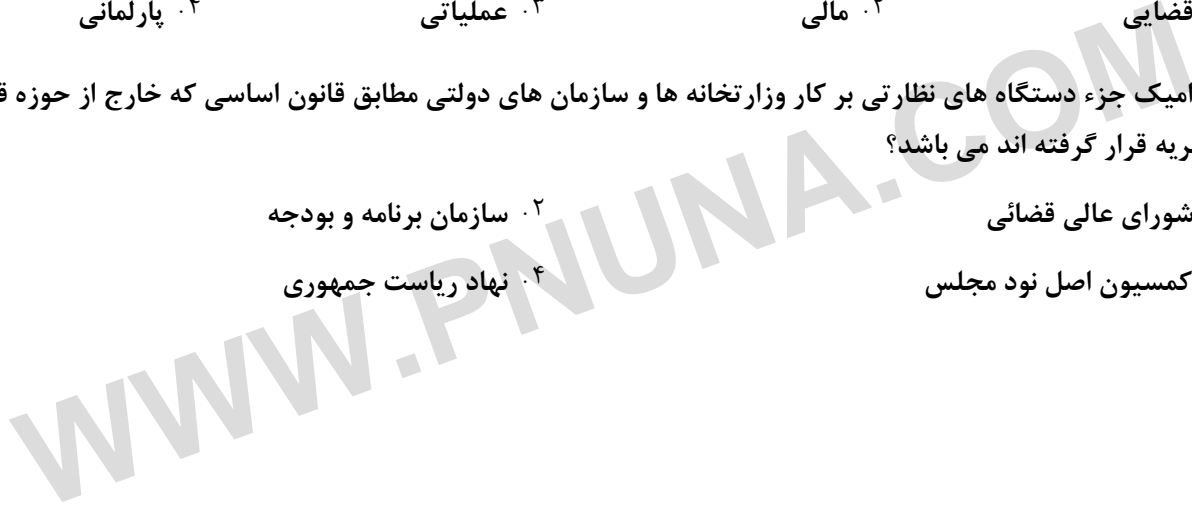 قضایی ۲. مالی ۳. عملیاتی ۴. پارلمانی
امیک جزء دستگاه های نظارتی بر کار وزارتخانه ها و سازمان های دولتی مطابق قانون اساسی که خارج از حوزه ق
ریه قرار گرفته اند می باشد؟
شورای عالی قضائی ۲. سازمان برنامه و بودجه
کمسیون اصل نود مجلس ۴. نهاد ریاست جمهوری
WWW.PNUNA.COM